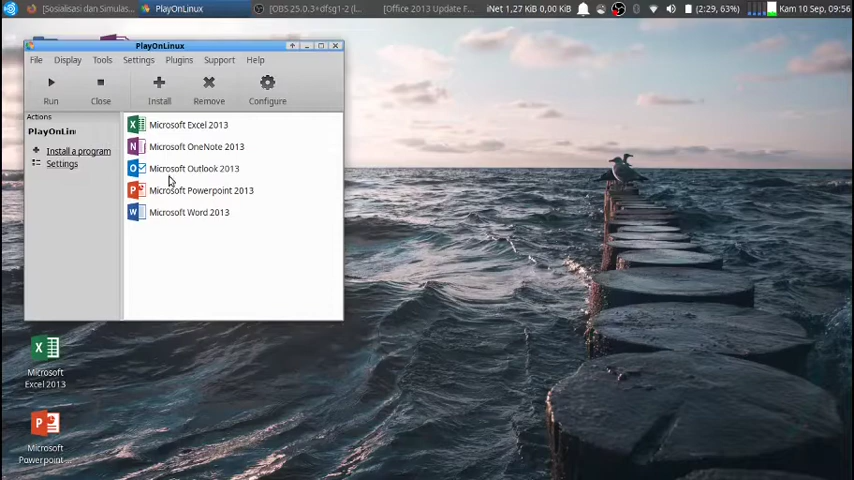 [Sosialisasi dan Simulas...
PlayOnLinux
[OBS 25.0.3+dfsg1-2 (l...
[Office 2013 Update F...
iNet 1,27 KiB 0,00 KiB
(2:29, 63%)
Kam 10 Sep, 09:56
PlayOnLinux
File Display Tools Settings Plugins Support Help
Run Close Install Remove Configure
Actions
PlayOnLinu
Install a program
Settings
Microsoft Excel 2013
Microsoft OneNote 2013
Microsoft Outlook 2013
Microsoft Powerpoint 2013
Microsoft Word 2013
Microsoft
Excel 2013
Microsoft
Powerpoint ...